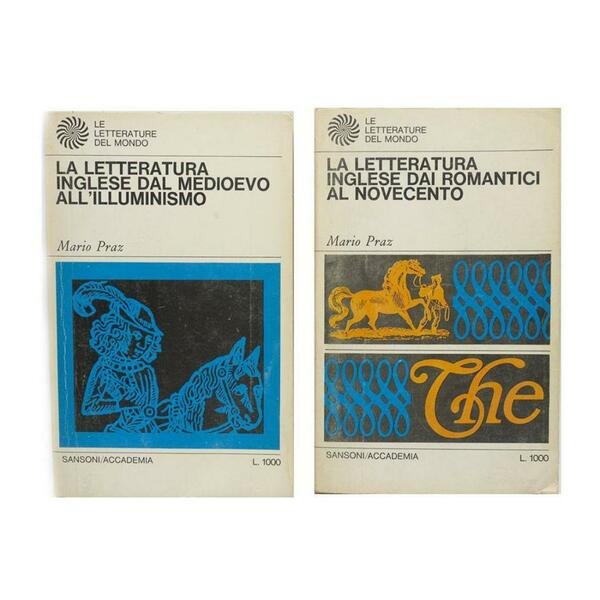 LE
LETTERATURE
DEL MONDO
LA LETTERATURA
INGLESE DAL MEDIOEVO
ALL'ILLUMINISMO
Mario Praz
SANSONI/ACCADEMIA
L. 1000
LE
LETTERATURE
DEL MONDO
LA LETTERATURA
INGLESE DAI ROMANTICI
AL NOVECENTO
Mario Praz
The
SANSONI/ACCADEMIA
L. 1000